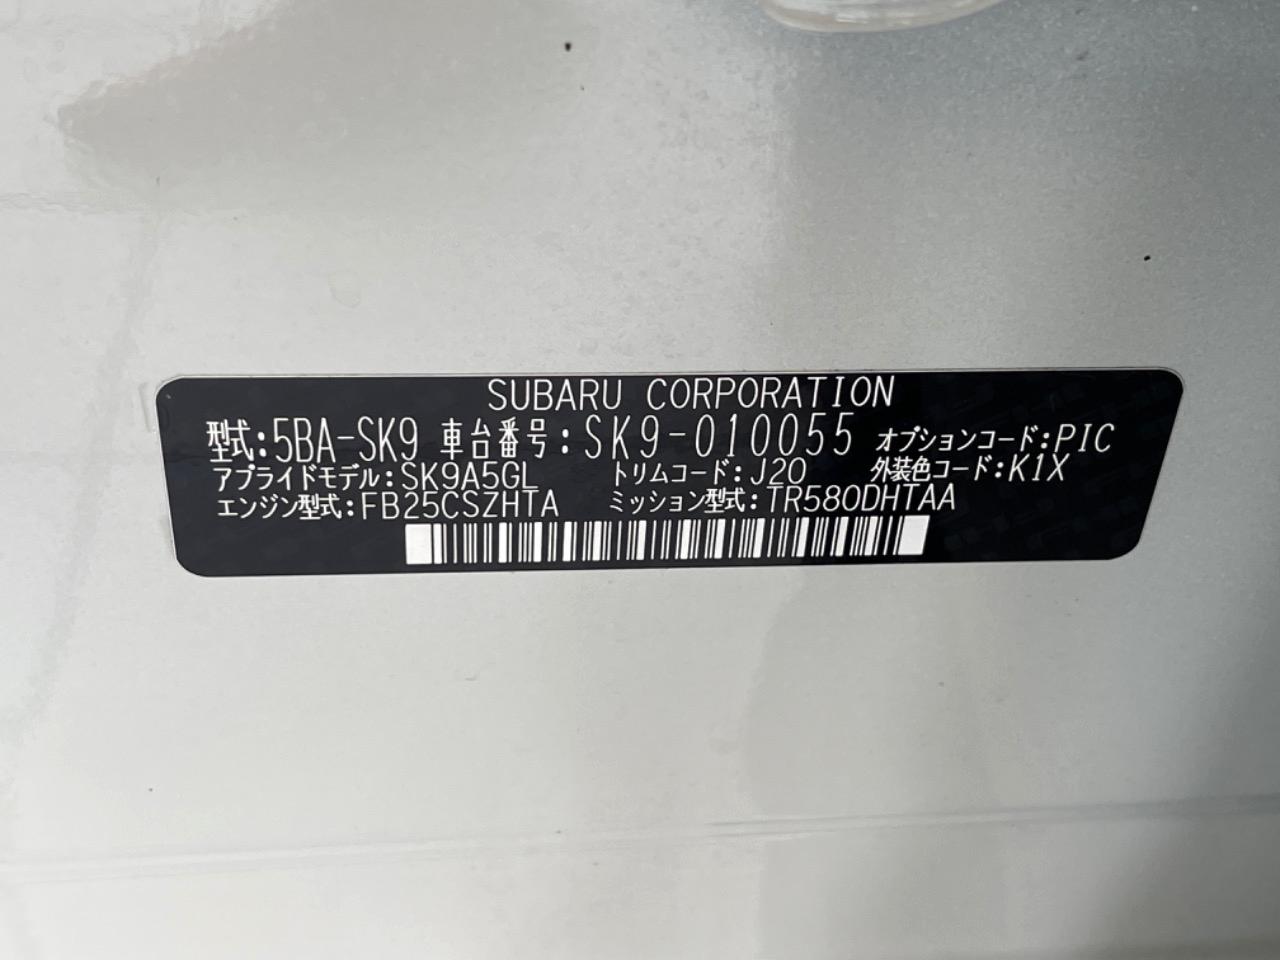 SUBARU CORPORATION
型式:5BA-SK9 車台番号:SK9-010055 オプションコード:PIC
アプライドモデル:SK9A5GL トリムコード:J20 外装色コード:K1X
エンジン型式:FB25CSZHTA ミッション型式:TR580DHTAA